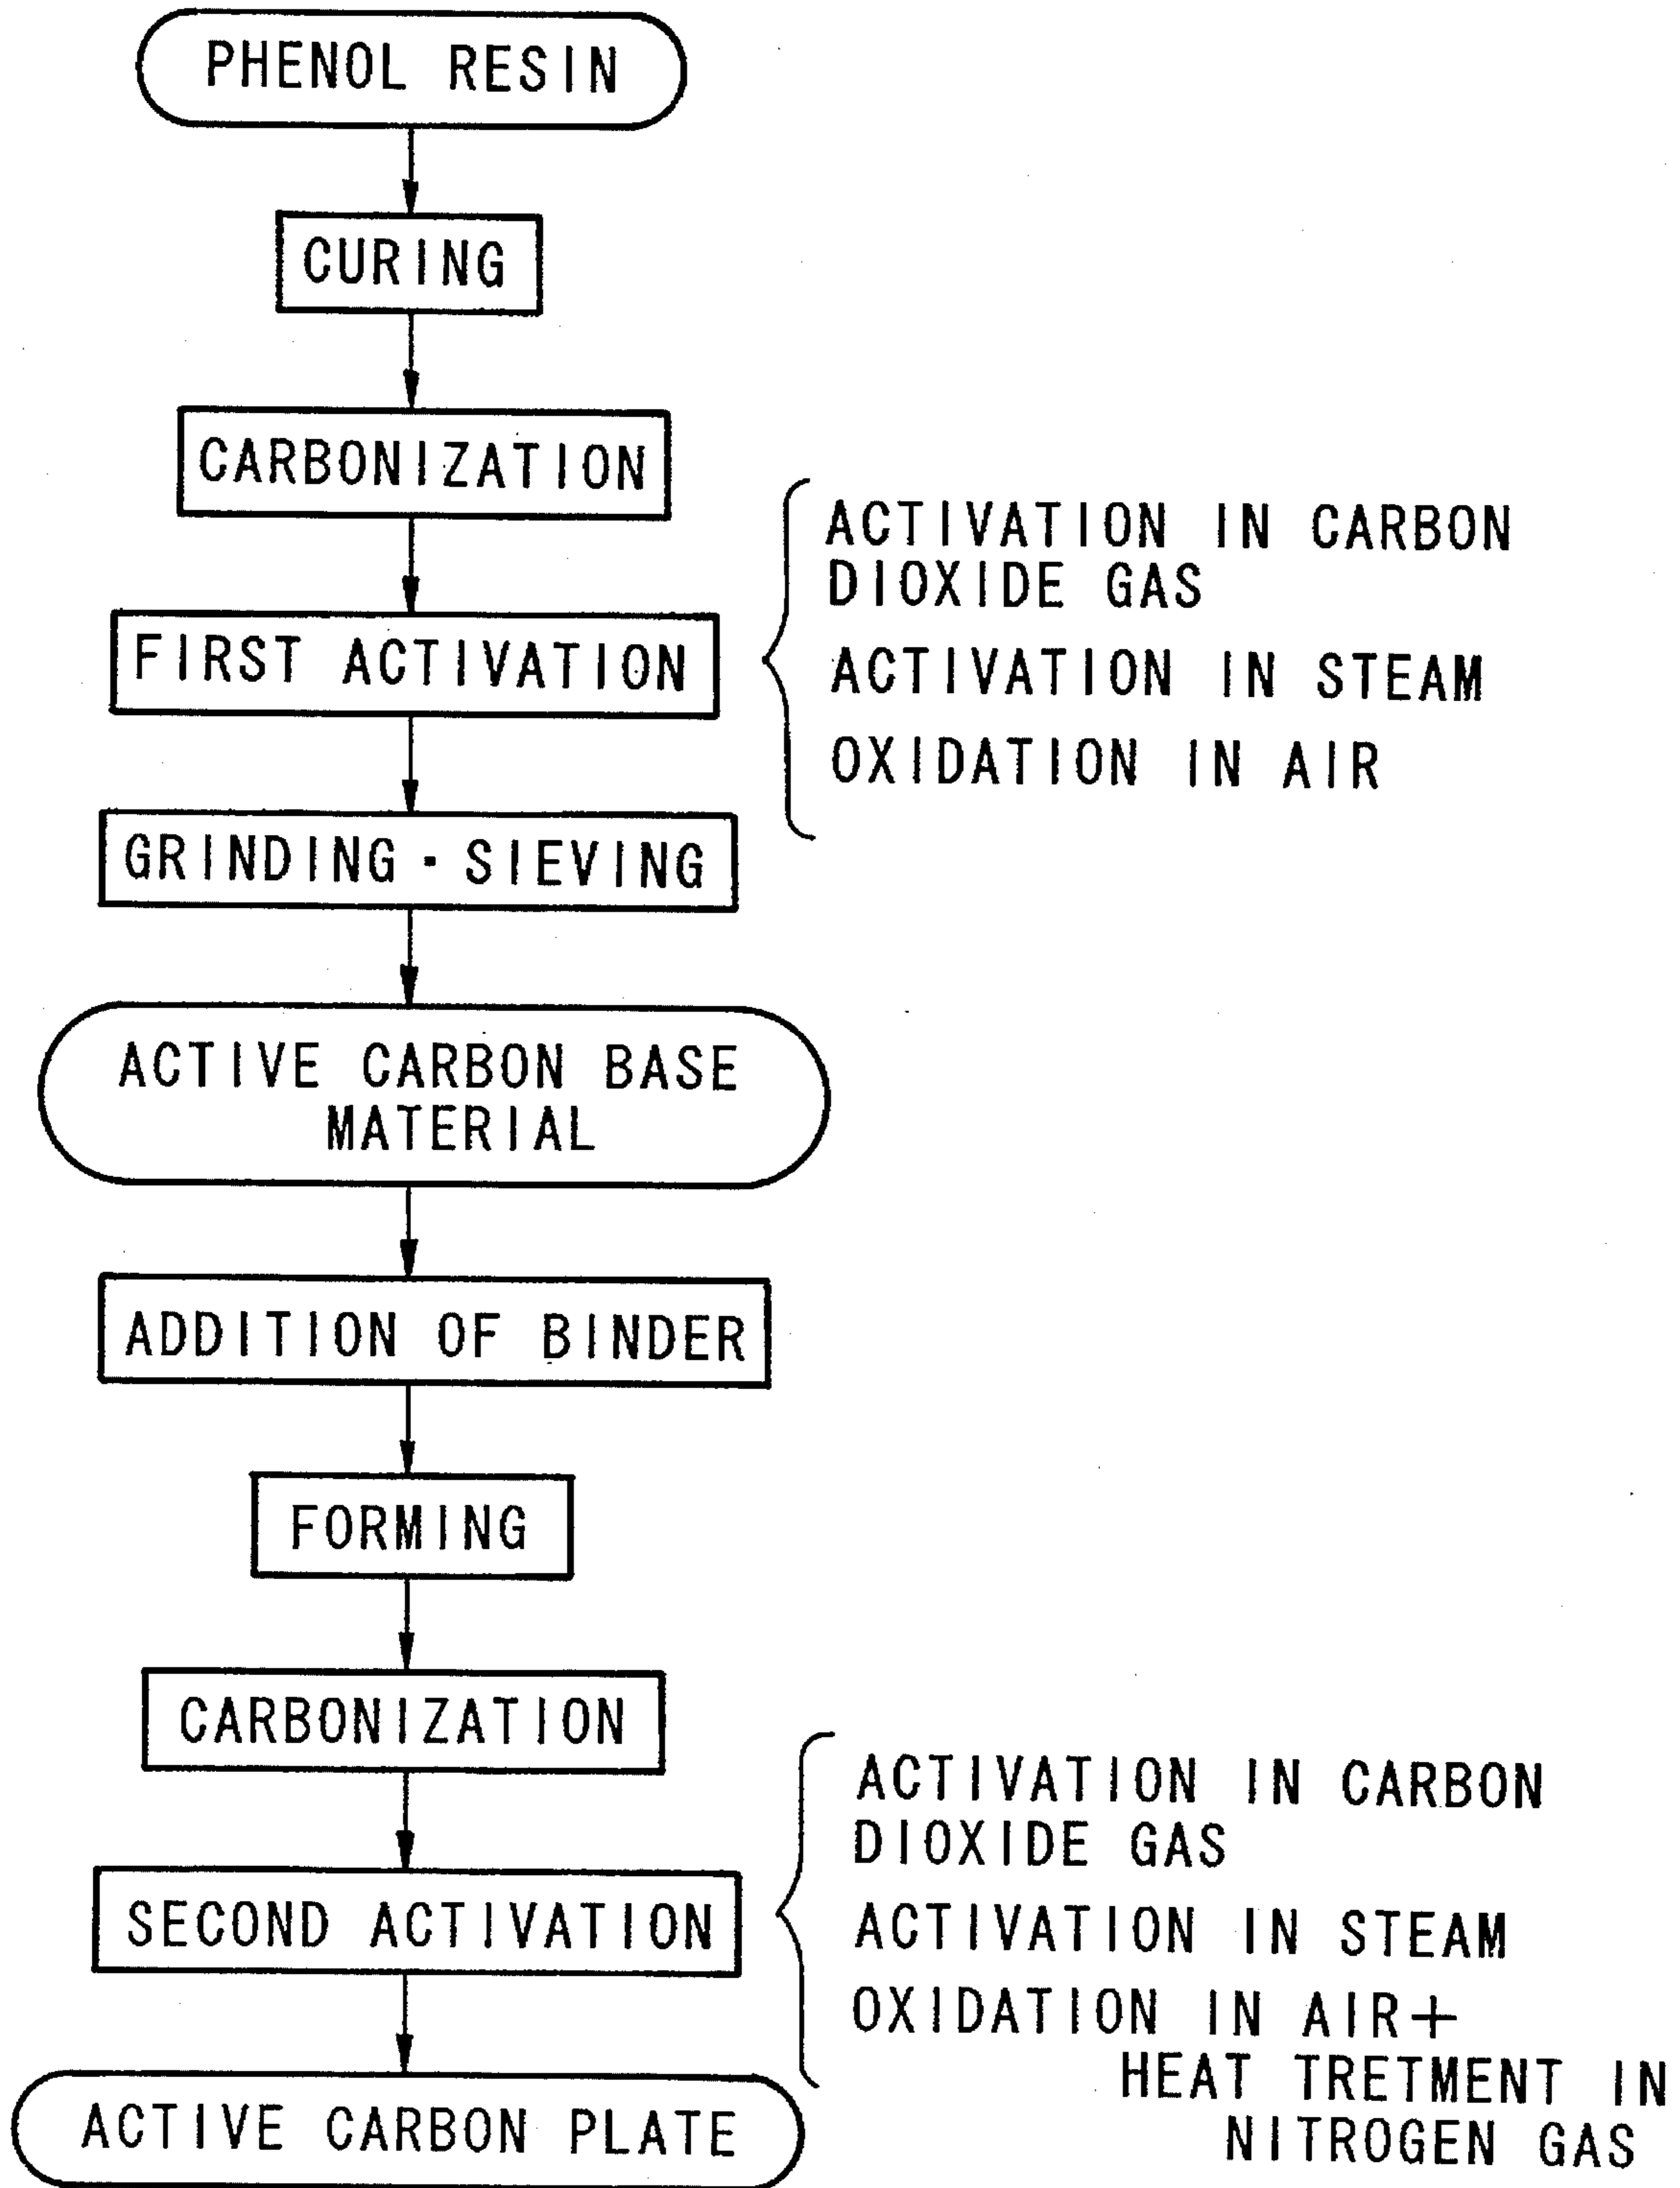 PHENOL RESIN
CURING
CARBONIZATION
ACTIVATION IN CARBON
DIOXIDE GAS
FIRST ACTIVATION
ACTIVATION IN STEAM
OXIDATION IN AIR
GRINDING · SIEVING
ACTIVE CARBON BASE
MATERIAL
ADDITION OF BINDER
FORMING
CARBONIZATION
ACTIVATION IN CARBON
DIOXIDE GAS
SECOND ACTIVATION
ACTIVATION IN STEAM
OXIDATION IN AIR+
HEAT TRETMENT IN
NITROGEN GAS
ACTIVE CARBON PLATE